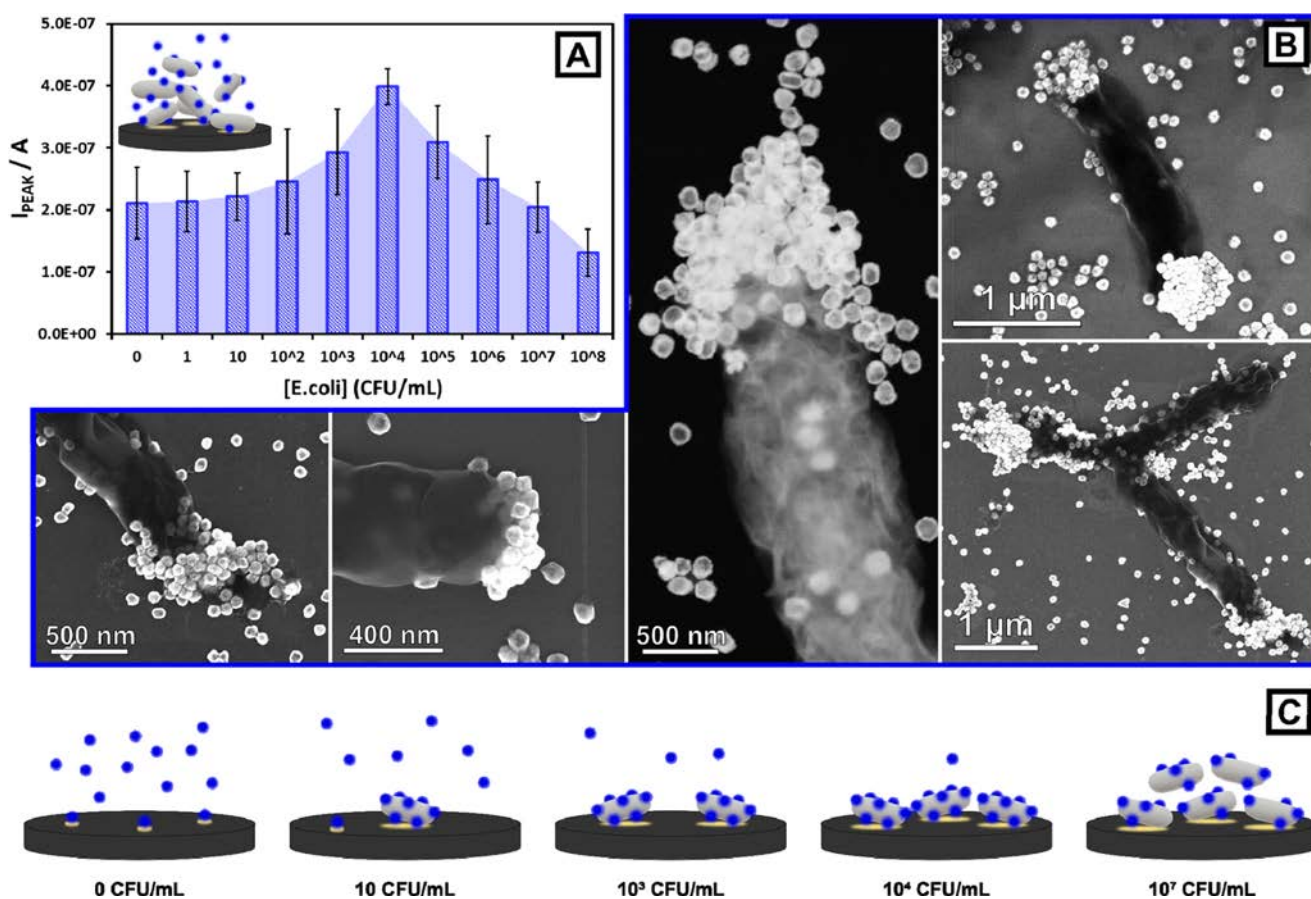 A
5.0E-07
4.0E-07
3.0E-07
2.0E-07
1.0E-07
0.0E+00
I_PEAK / A
0 1 10 10^2 10^3 10^4 10^5 10^6 10^7 10^8
[E.coli] (CFU/mL)
B
1 µm
500 nm
400 nm
500 nm
1 µm
C
0 CFU/mL
10 CFU/mL
10³ CFU/mL
10⁴ CFU/mL
10⁷ CFU/mL